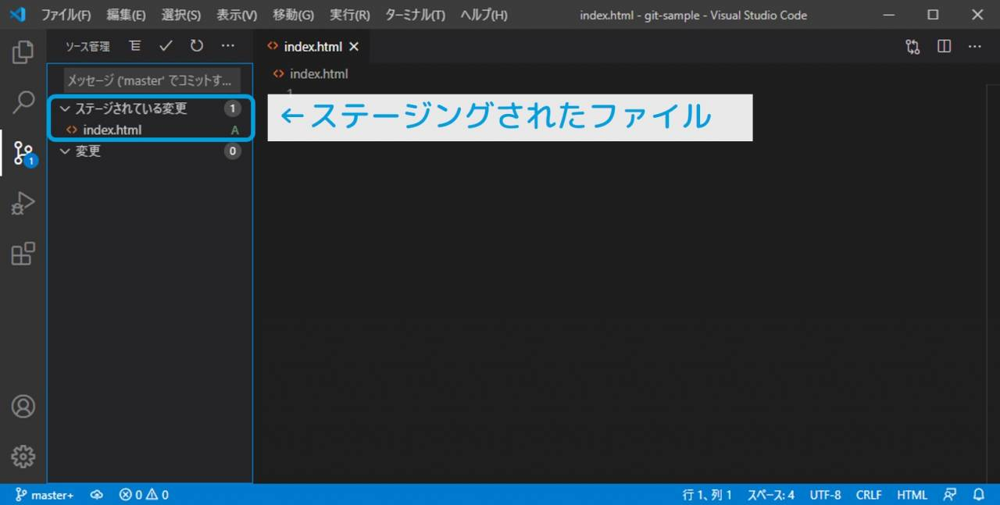 ファイル(F) 編集(E) 選択(S) 表示(V) 移動(G) 実行(R) ターミナル(T) ヘルプ(H) index.html - git-sample - Visual Studio Code
ソース管理
index.html
メッセージ ('master' でコミットす...
index.html
1
ステージされている変更 1
←ステージングされたファイル
index.html A
変更 0
1
master+ 0 0 行 1、列 1 スペース: 4 UTF-8 CRLF HTML